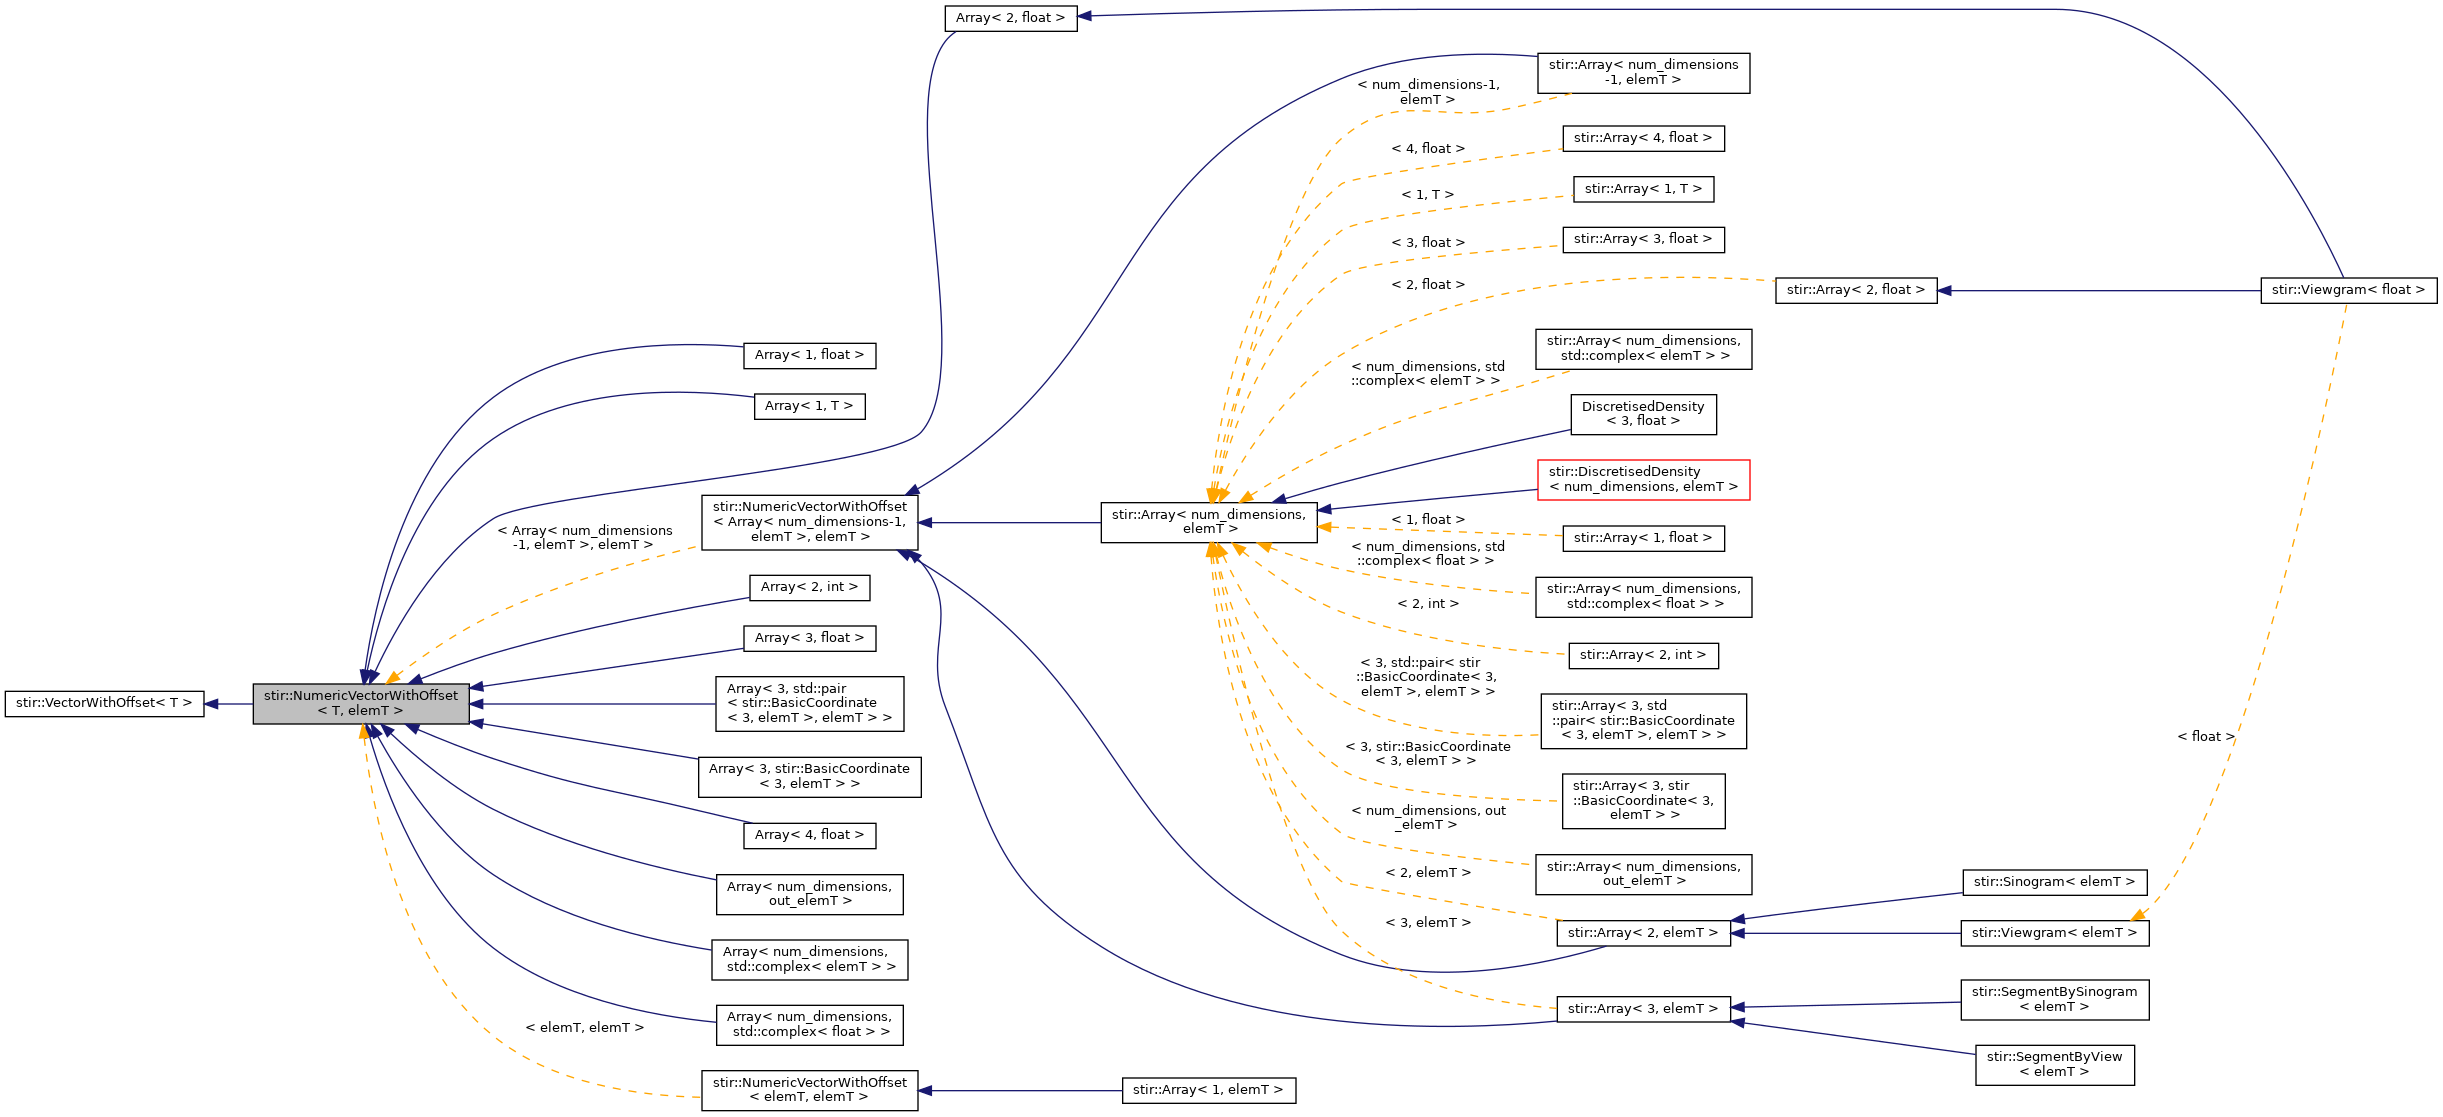 stir::VectorWithOffset< T >
stir::NumericVectorWithOffset
< T, elemT >
Array< 1, float >
Array< 1, T >
Array< 2, float >
< Array< num_dimensions
-1, elemT >, elemT >
stir::NumericVectorWithOffset
< Array< num_dimensions-1,
elemT >, elemT >
Array< 2, int >
Array< 3, float >
Array< 3, std::pair
< stir::BasicCoordinate
< 3, elemT >, elemT > >
Array< 3, stir::BasicCoordinate
< 3, elemT > >
Array< 4, float >
Array< num_dimensions,
out_elemT >
Array< num_dimensions,
std::complex< elemT > >
Array< num_dimensions,
std::complex< float > >
< elemT, elemT >
stir::NumericVectorWithOffset
< elemT, elemT >
stir::Array< 1, elemT >
stir::Array< num_dimensions,
elemT >
< num_dimensions-1,
elemT >
stir::Array< num_dimensions
-1, elemT >
< 4, float >
stir::Array< 4, float >
< 1, T >
stir::Array< 1, T >
< 3, float >
stir::Array< 3, float >
< 2, float >
stir::Array< 2, float >
stir::Viewgram< float >
< num_dimensions, std
::complex< elemT > >
stir::Array< num_dimensions,
std::complex< elemT > >
DiscretisedDensity
< 3, float >
stir::DiscretisedDensity
< num_dimensions, elemT >
< 1, float >
stir::Array< 1, float >
< num_dimensions, std
::complex< float > >
stir::Array< num_dimensions,
std::complex< float > >
< 2, int >
stir::Array< 2, int >
< 3, std::pair< stir
::BasicCoordinate< 3,
elemT >, elemT > >
stir::Array< 3, std
::pair< stir::BasicCoordinate
< 3, elemT >, elemT > >
< 3, stir::BasicCoordinate
< 3, elemT > >
stir::Array< 3, stir
::BasicCoordinate< 3,
elemT > >
< num_dimensions, out
_elemT >
stir::Array< num_dimensions,
out_elemT >
< 2, elemT >
stir::Array< 2, elemT >
< 3, elemT >
stir::Array< 3, elemT >
< float >
stir::Sinogram< elemT >
stir::Viewgram< elemT >
stir::SegmentBySinogram
< elemT >
stir::SegmentByView
< elemT >